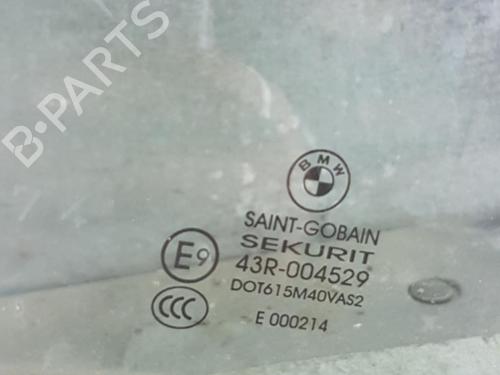 B-PARTS
BMW
SAINT-GOBAIN
SEKURIT
E9 43R-004529
DOT615M40VAS2
CCC
E 000214